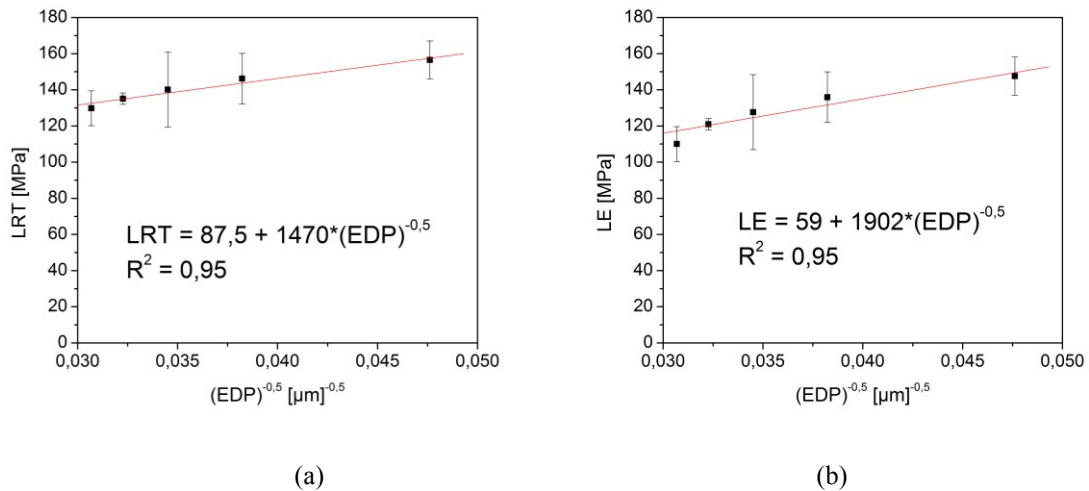 180
160
140
120
100
80
60
40
20
0
LRT [MPa]
LRT = 87,5 + 1470*(EDP)^-0,5
R^2 = 0,95
0,030 0,035 0,040 0,045 0,050
(EDP)^-0,5 [µm]^-0,5
(a)
180
160
140
120
100
80
60
40
20
0
LE [MPa]
LE = 59 + 1902*(EDP)^-0,5
R^2 = 0,95
0,030 0,035 0,040 0,045 0,050
(EDP)^-0,5 [µm]^-0,5
(b)